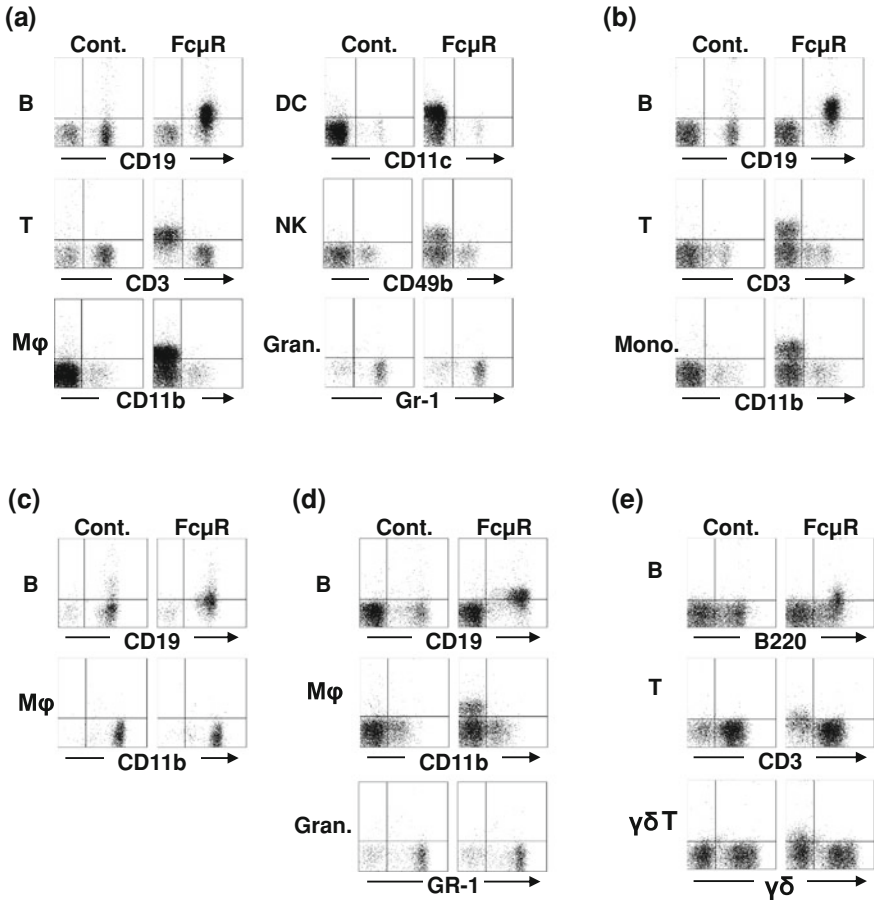 (a)
Cont. FcμR
B
CD19
T
CD3
Mφ
CD11b
DC
CD11c
NK
CD49b
Gran.
Gr-1
(b)
Cont. FcμR
B
CD19
T
CD3
Mono.
CD11b
(c)
Cont. FcμR
B
CD19
Mφ
CD11b
(d)
Cont. FcμR
B
CD19
Mφ
CD11b
Gran.
GR-1
(e)
Cont. FcμR
B
B220
T
CD3
γδ T
γδ